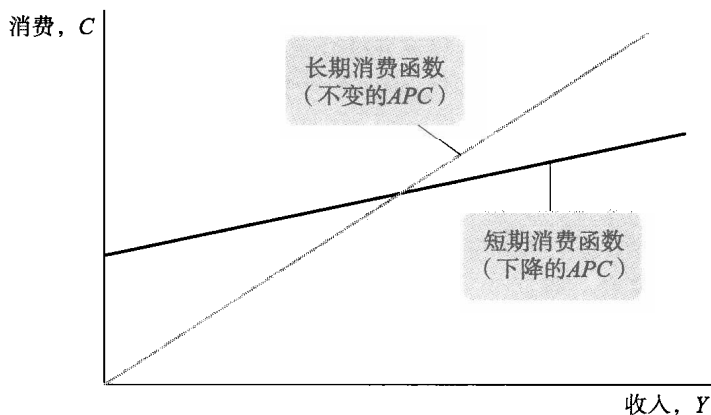 消费，C
长期消费函数
（不变的APC）
短期消费函数
（下降的APC）
收入，Y